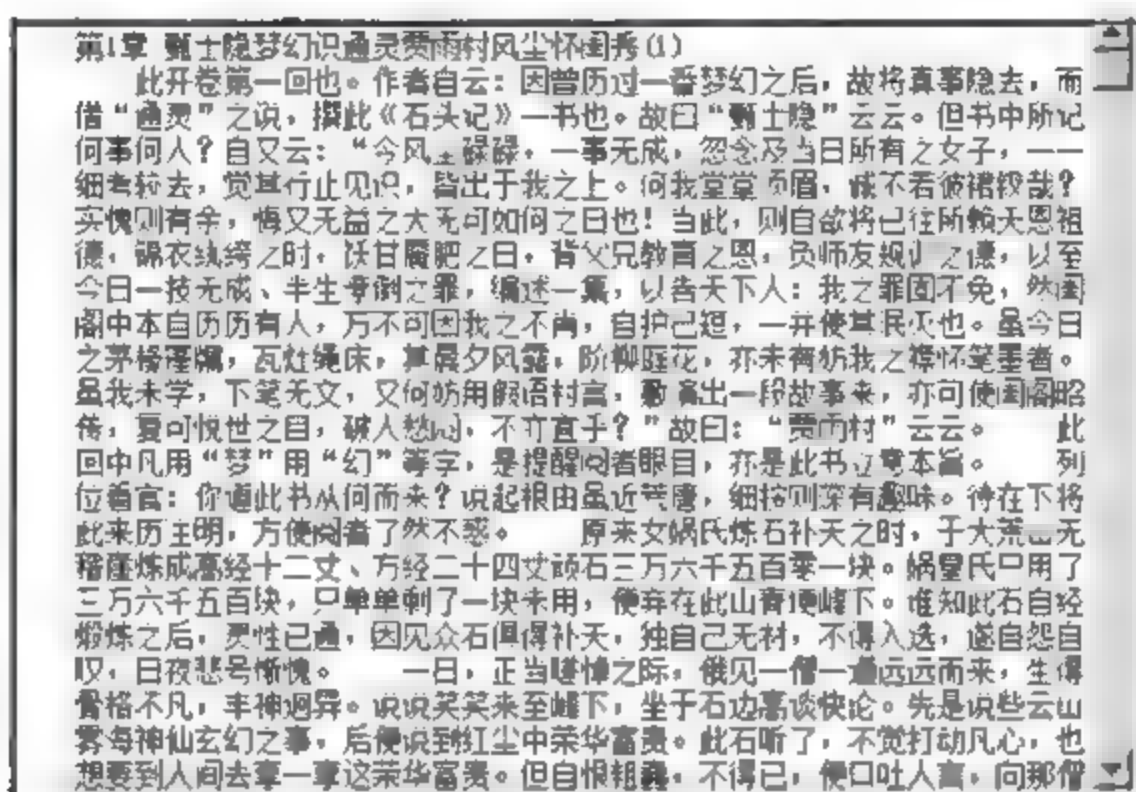 第1章 甄士隐梦幻识通灵贾雨村风尘怀闺秀(1)
此开卷第一回也。作者自云：因曾历过一番梦幻之后，故将真事隐去，而
借“通灵”之说，撰此《石头记》一书也。故曰“甄士隐”云云。但书中所记
何事何人？自又云：“今风尘碌碌，一事无成，忽念及当日所有之女子，一一
细考较去，觉其行止见识，皆出于我之上。何我堂堂须眉，诚不若彼裙钗哉？
实愧则有余，悔又无益之大无可如何之日也！当此，则自欲将已往所赖天恩祖
德，锦衣纨绔之时，饫甘餍肥之日，背父兄教育之恩，负师友规训之德，以至
今日一技无成、半生潦倒之罪，编述一集，以告天下人：我之罪固不免，然闺
阁中本自历历有人，万不可因我之不肖，自护己短，一并使其泯灭也。虽今日
之茅椽蓬牖，瓦灶绳床，其晨夕风露，阶柳庭花，亦未有妨我之襟怀笔墨者。
虽我未学，下笔无文，又何妨用假语村言，敷演出一段故事来，亦可使闺阁昭
传，复可悦世之目，破人愁闷，不亦宜乎？”故曰：“贾雨村”云云。 此
回中凡用“梦”用“幻”等字，是提醒阅者眼目，亦是此书立意本旨。 列
位看官：你道此书从何而来？说起根由虽近荒唐，细按则深有趣味。待在下将
此来历注明，方使阅者了然不惑。 原来女娲氏炼石补天之时，于大荒山无
稽崖炼成高经十二丈、方经二十四丈顽石三万六千五百零一块。娲皇氏只用了
三万六千五百块，只单单剩了一块未用，便弃在此山青埂峰下。谁知此石自经
煅炼之后，灵性已通，因见众石俱得补天，独自己无材，不得入选，遂自怨自
叹，日夜悲号惭愧。 一日，正当嗟悼之际，俄见一僧一道远远而来，生得
骨格不凡，丰神迥异。说说笑笑来至峰下，坐于石边高谈快论。先是说些云山
雾海神仙玄幻之事，后便说到红尘中荣华富贵。此石听了，不觉打动凡心，也
想要到人间去享一享这荣华富贵。但自恨粗蠢，不得已，便口吐人言，向那僧